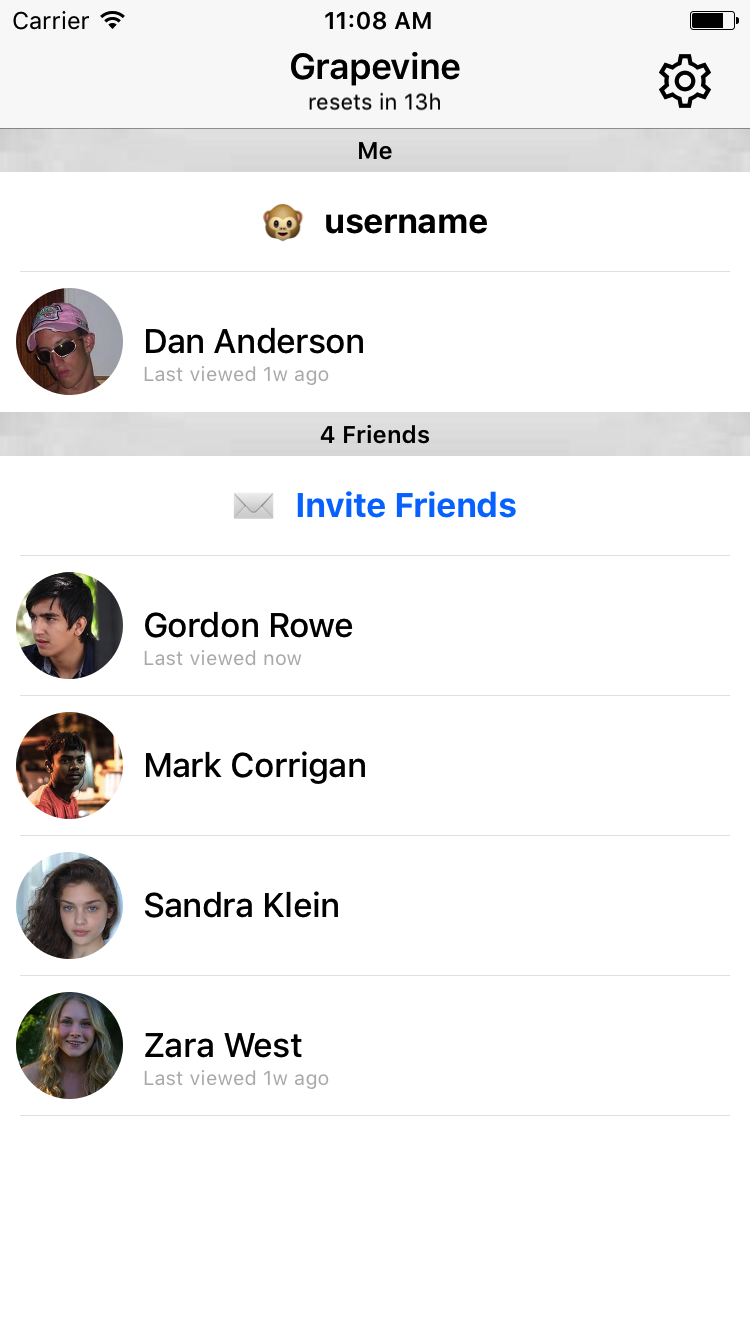 Carrier 11:08 AM
Grapevine
resets in 13h
Me
username
Dan Anderson
Last viewed 1w ago
4 Friends
Invite Friends
Gordon Rowe
Last viewed now
Mark Corrigan
Sandra Klein
Zara West
Last viewed 1w ago